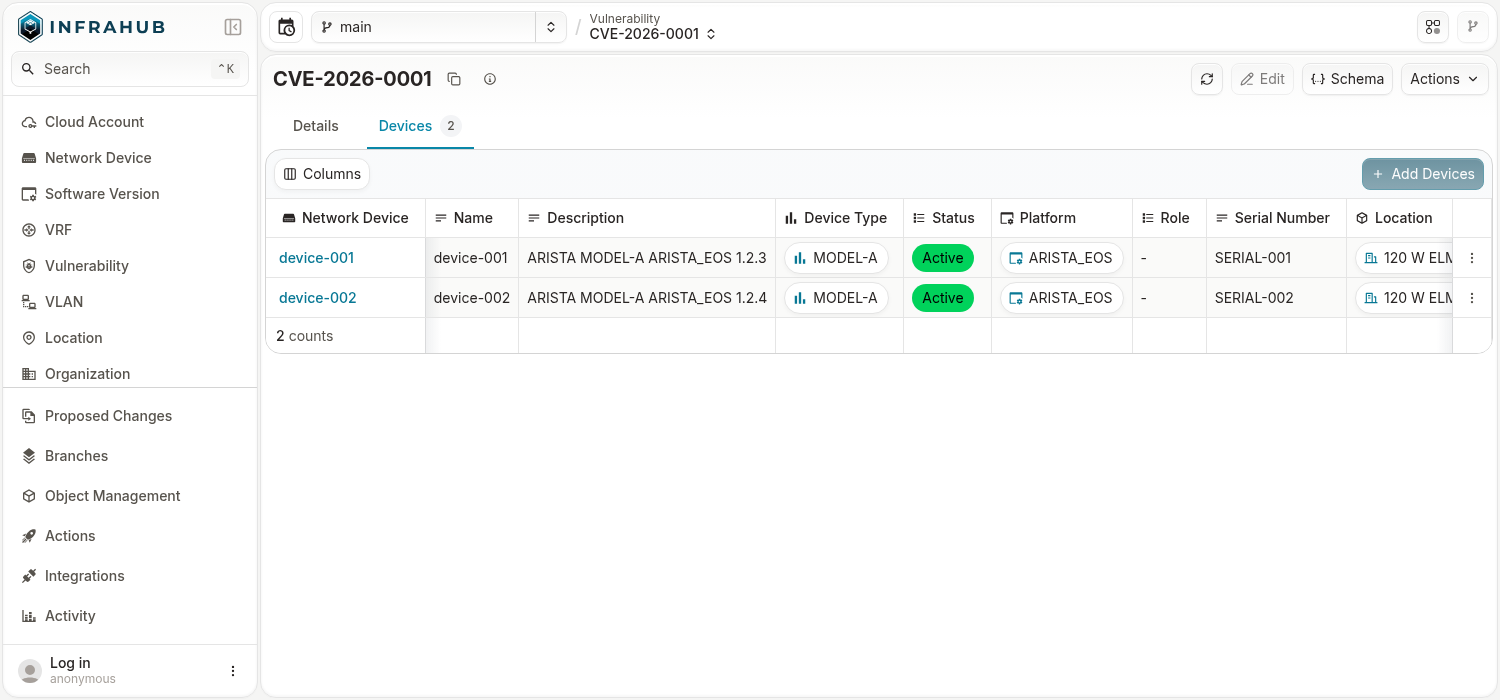 INFRAHUB
Search ^K
Cloud Account
Network Device
Software Version
VRF
Vulnerability
VLAN
Location
Organization
Proposed Changes
Branches
Object Management
Actions
Integrations
Activity
Log in
anonymous
main / Vulnerability
CVE-2026-0001
CVE-2026-0001 Edit {..} Schema Actions
Details Devices 2
Columns + Add Devices
Network Device Name Description Device Type Status Platform Role Serial Number Location
device-001 device-001 ARISTA MODEL-A ARISTA_EOS 1.2.3 MODEL-A Active ARISTA_EOS - SERIAL-001 120 W ELM
device-002 device-002 ARISTA MODEL-A ARISTA_EOS 1.2.4 MODEL-A Active ARISTA_EOS - SERIAL-002 120 W ELM
2 counts